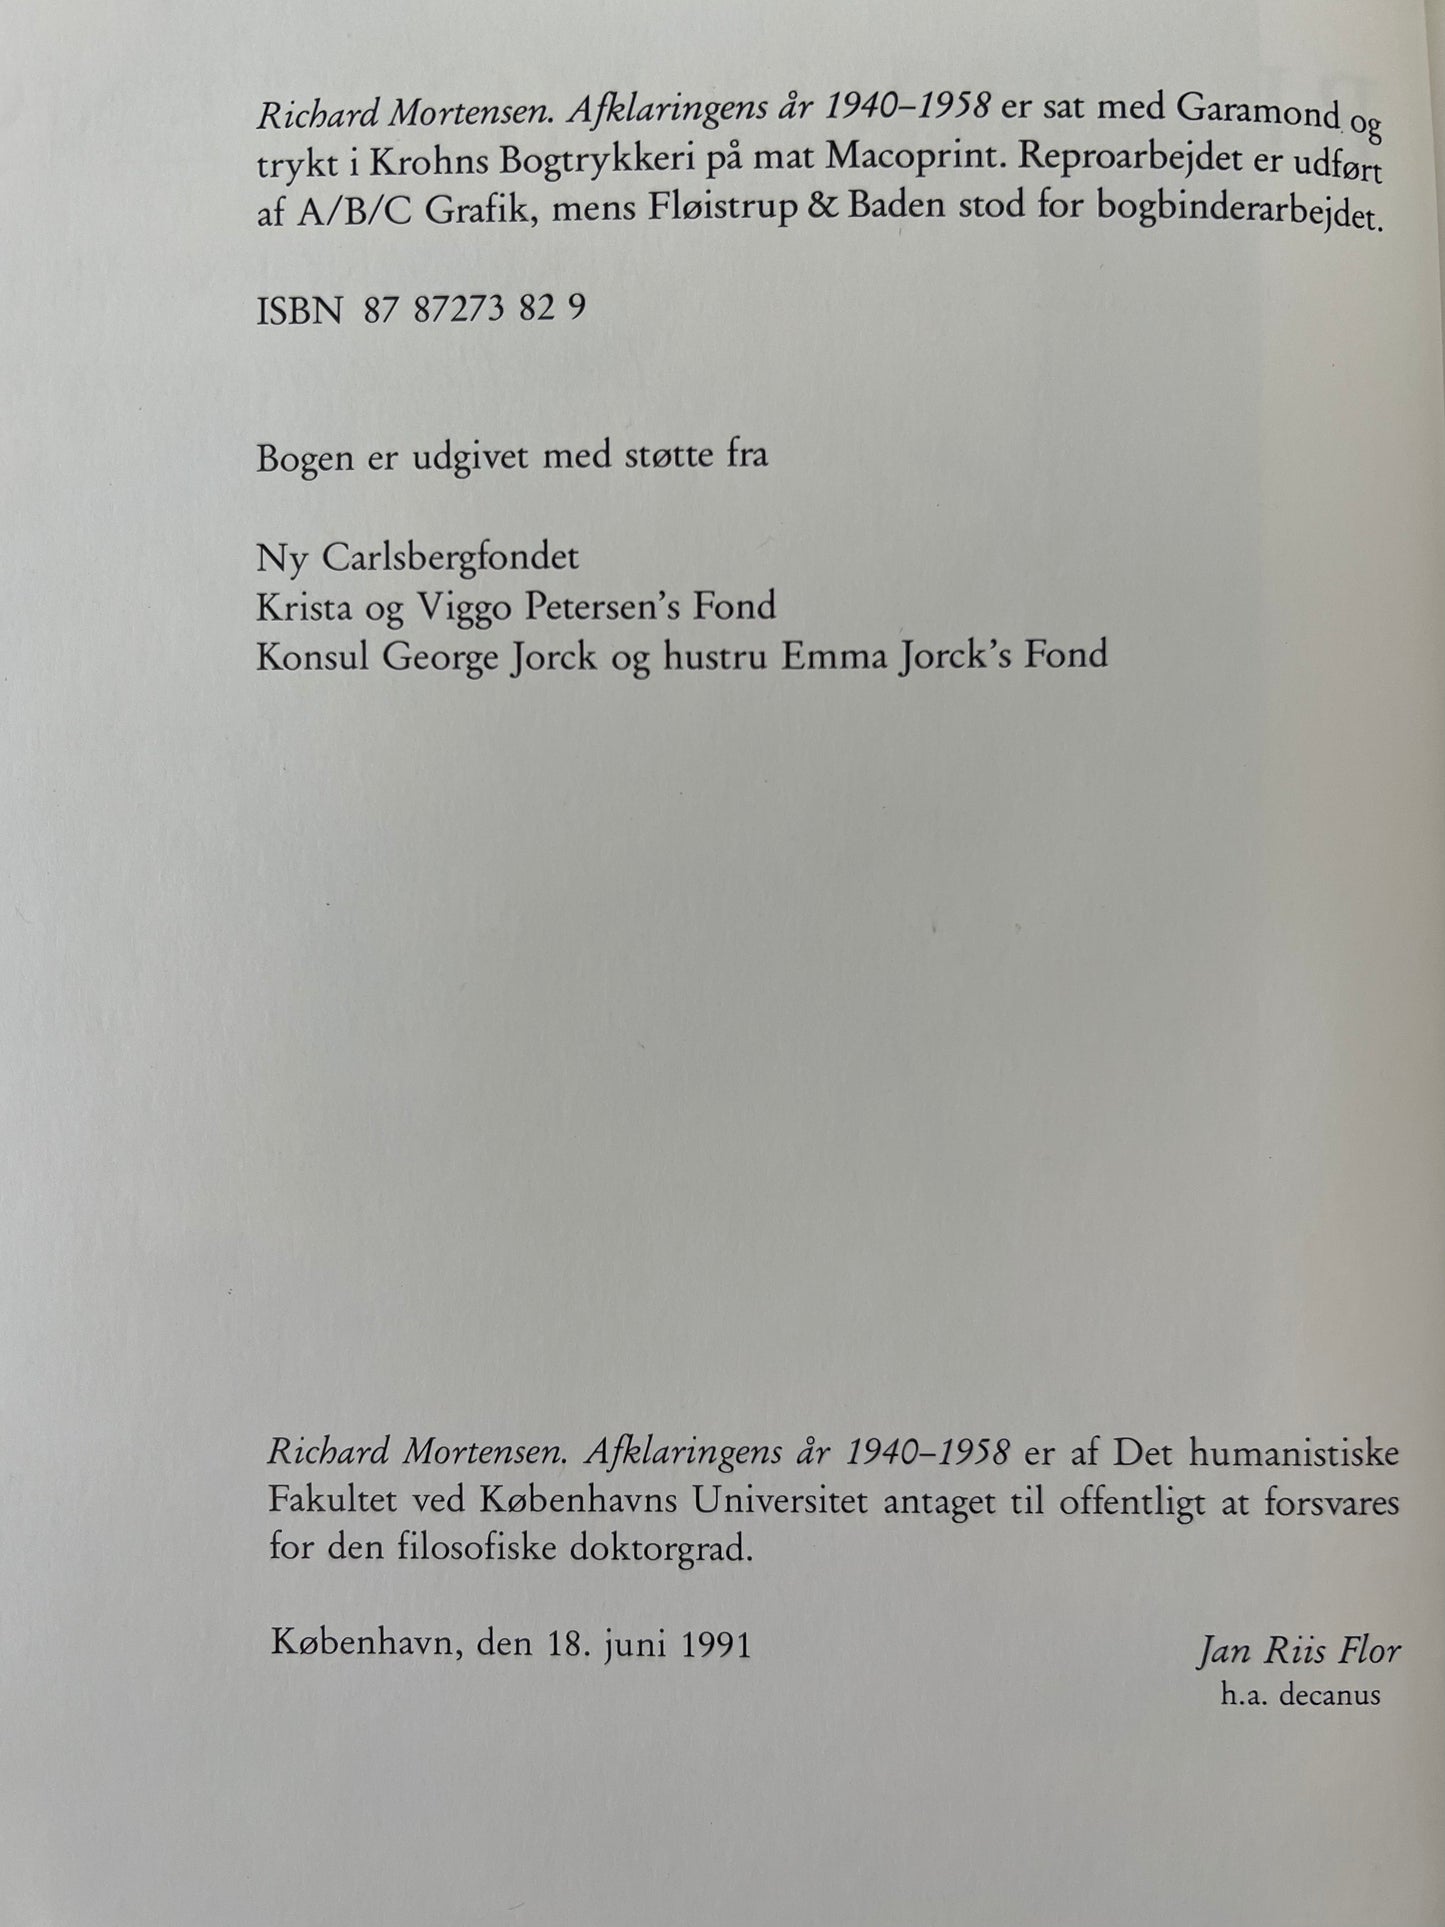 Richard Mortensen. Afklaringens år 1940–1958 er sat med Garamond og
trykt i Krohns Bogtrykkeri på mat Macoprint. Reproarbejdet er udført
af A/B/C Grafik, mens Fløistrup & Baden stod for bogbinderarbejdet.
ISBN 87 87273 82 9
Bogen er udgivet med støtte fra
Ny Carlsbergfondet
Krista og Viggo Petersen’s Fond
Konsul George Jorck og hustru Emma Jorck’s Fond
Richard Mortensen. Afklaringens år 1940–1958 er af Det humanistiske
Fakultet ved Københavns Universitet antaget til offentligt at forsvares
for den filosofiske doktorgrad.
København, den 18. juni 1991
Jan Riis Flor
h.a. decanus